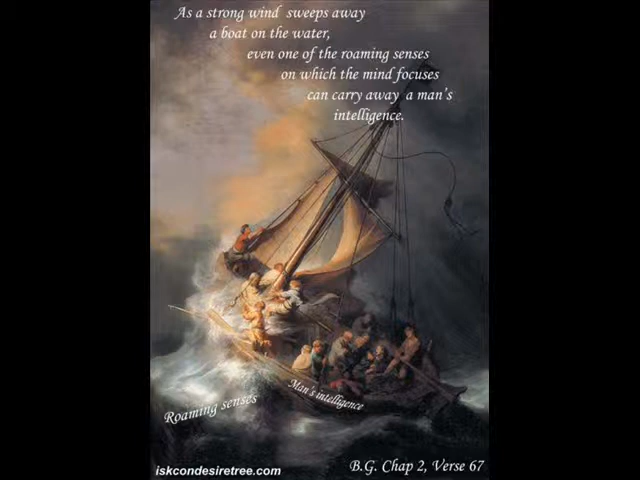 As a strong wind sweeps away
a boat on the water,
even one of the roaming senses
on which the mind focuses
can carry away a man's
intelligence.
Man's intelligence
Roaming senses
B.G. Chap 2, Verse 67
iskcondesiretree.com